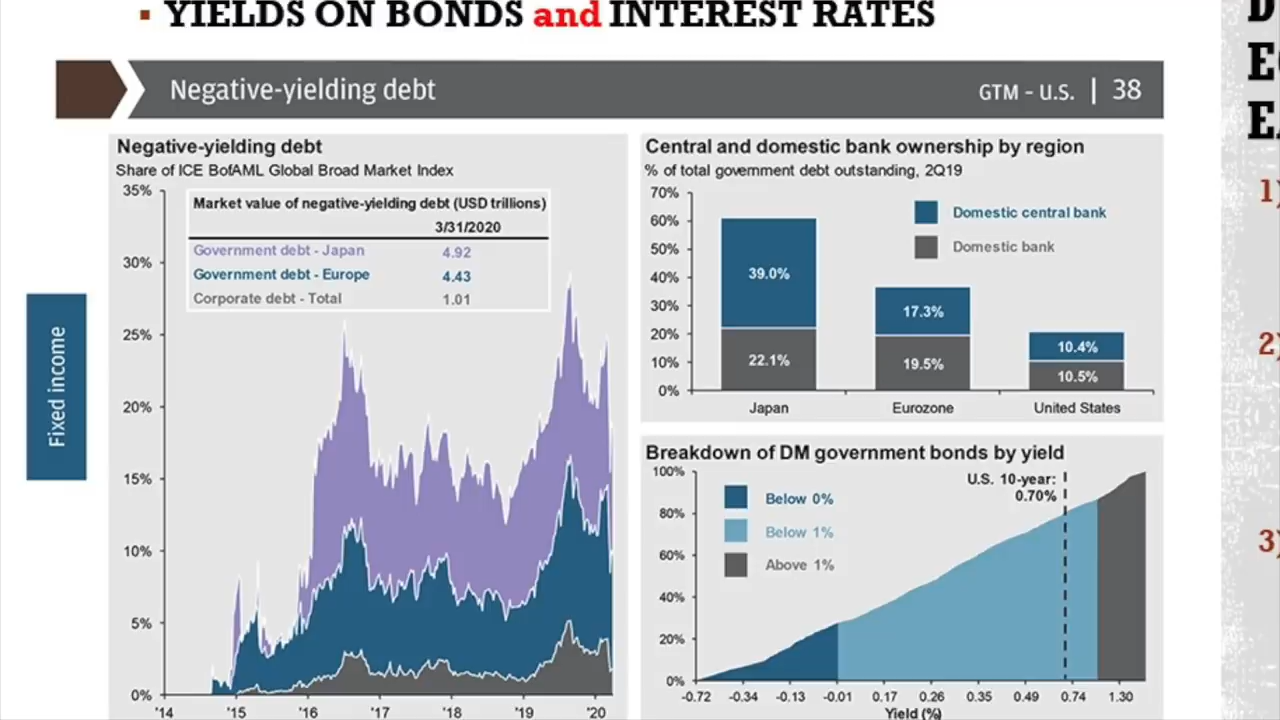 ▪ YIELDS ON BONDS and INTEREST RATES
Negative-yielding debt
GTM – U.S. | 38
Fixed income
Negative-yielding debt
Share of ICE BofAML Global Broad Market Index
35%
30%
25%
20%
15%
10%
5%
0%
'14 '15 '16 '17 '18 '19 '20
Market value of negative-yielding debt (USD trillions)
3/31/2020
Government debt - Japan 4.92
Government debt - Europe 4.43
Corporate debt - Total 1.01
Central and domestic bank ownership by region
% of total government debt outstanding, 2Q19
70%
60%
50%
40%
30%
20%
10%
0%
Domestic central bank
Domestic bank
39.0%
22.1%
17.3%
19.5%
10.4%
10.5%
Japan Eurozone United States
Breakdown of DM government bonds by yield
100%
80%
60%
40%
20%
0%
Below 0%
Below 1%
Above 1%
U.S. 10-year:
0.70%
-0.72 -0.34 -0.13 -0.01 0.17 0.26 0.35 0.49 0.74 1.30
Yield (%)
1)
2)
3)